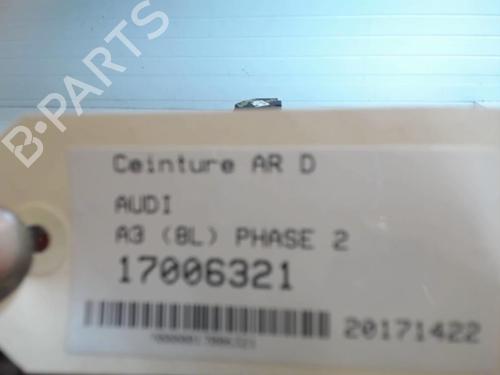 B-PARTS
Ceinture AR D
AUDI
A3 (8L) PHASE 2
17006321
20171422